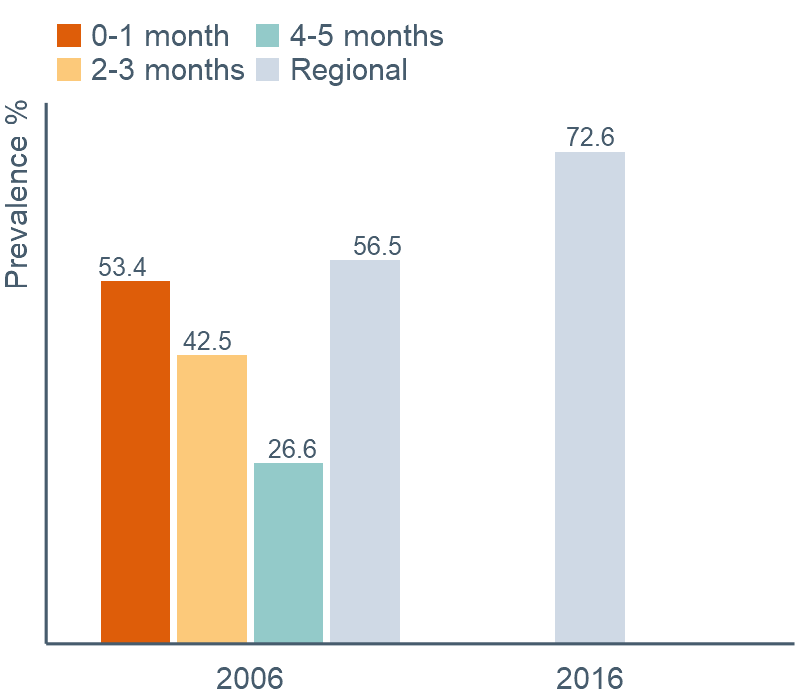 0-1 month
4-5 months
2-3 months
Regional
Prevalence %
72.6
56.5
53.4
42.5
26.6
2006
2016